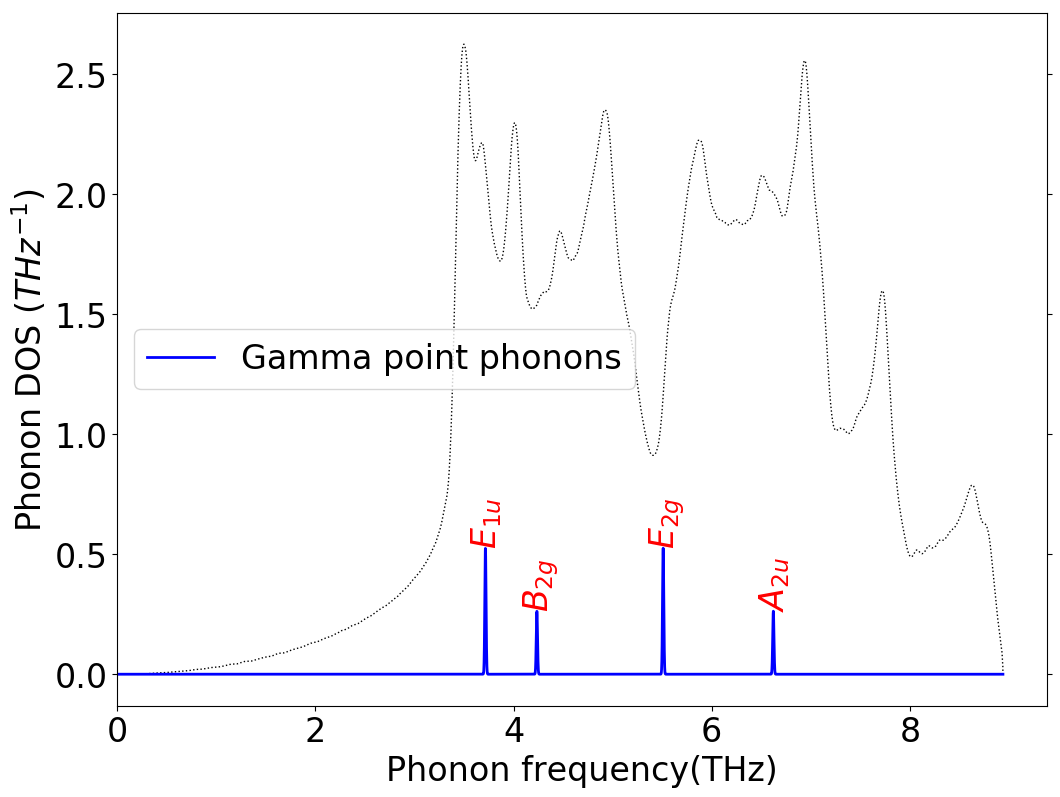 Phonon DOS (THz⁻¹)
2.5
2.0
1.5
1.0
0.5
0.0
Gamma point phonons
E₁ᵤ
B₂g
E₂g
A₂ᵤ
0 2 4 6 8
Phonon frequency(THz)